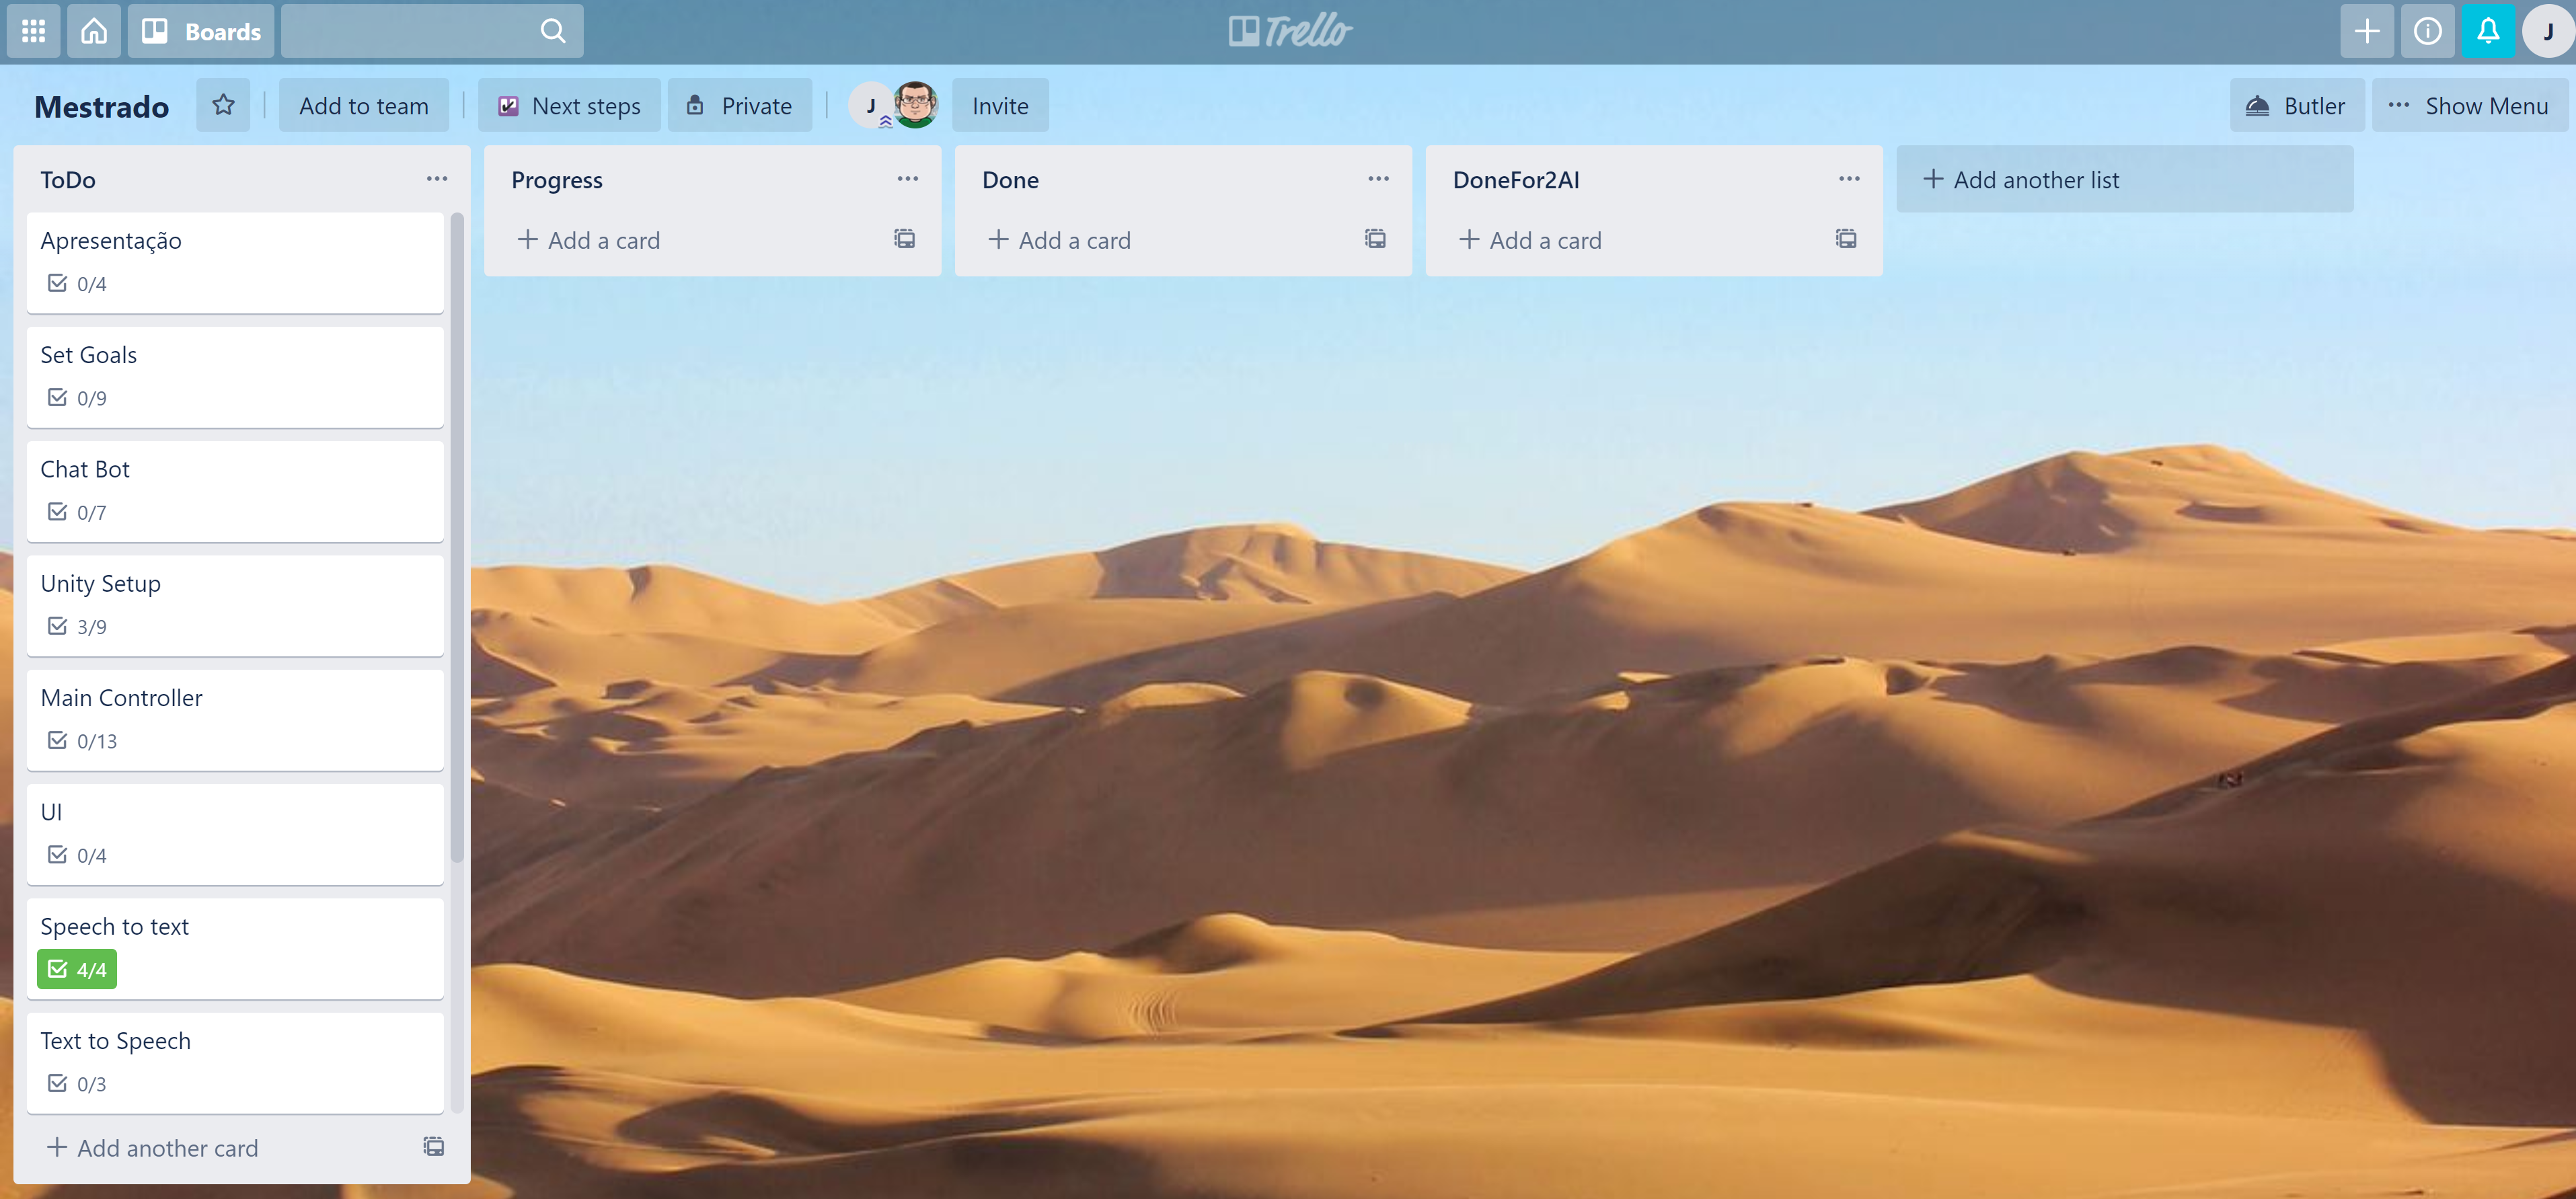 Boards
Trello
J
Mestrado
Add to team
Next steps
Private
J
Invite
Butler
Show Menu
ToDo
Apresentação
0/4
Set Goals
0/9
Chat Bot
0/7
Unity Setup
3/9
Main Controller
0/13
UI
0/4
Speech to text
4/4
Text to Speech
0/3
Add another card
Progress
Add a card
Done
Add a card
DoneFor2AI
Add a card
Add another list